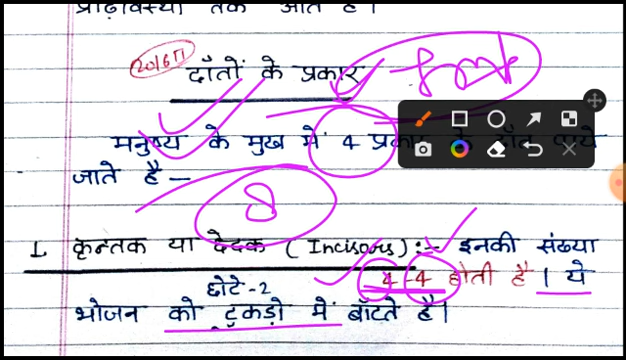 प्रौढ़ावस्था तक आते हैं।
2016 П
दाँतों के प्रकार
मनुष्य के मुख में 4 प्रकार के दाँत पाये
जाते हैं –
8
1. कृन्तक या छेदक ( Incisors) :- इनकी संख्या
छोटे-2 4-4 होती है । ये
भोजन को टुकड़ो में बाँटते हैं।